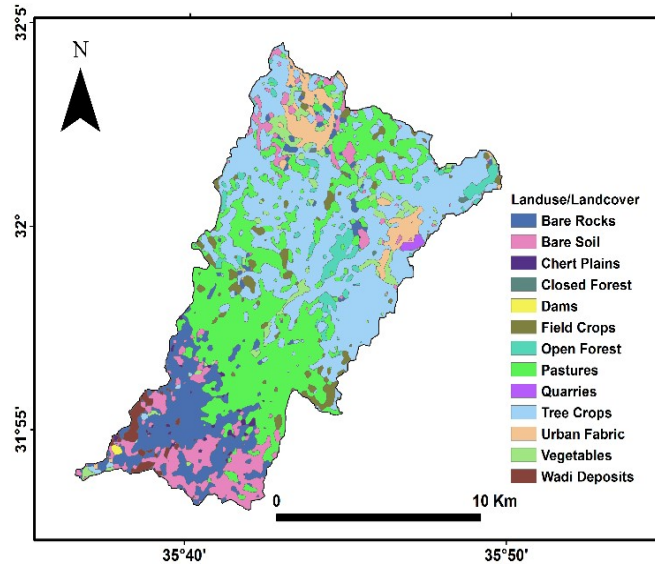 32°5'
N
32°
31°55'
Landuse/Landcover
Bare Rocks
Bare Soil
Chert Plains
Closed Forest
Dams
Field Crops
Open Forest
Pastures
Quarries
Tree Crops
Urban Fabric
Vegetables
Wadi Deposits
0 10 Km
35°40' 35°50'